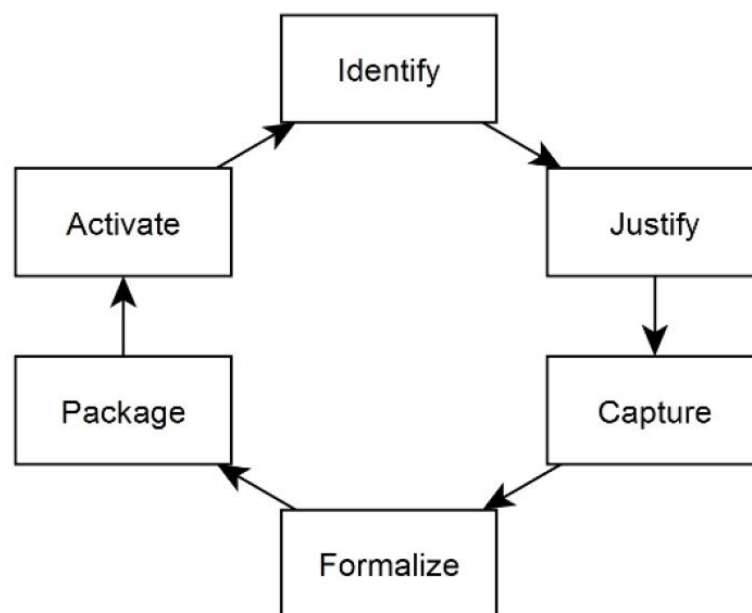 Identify
Justify
Capture
Formalize
Package
Activate